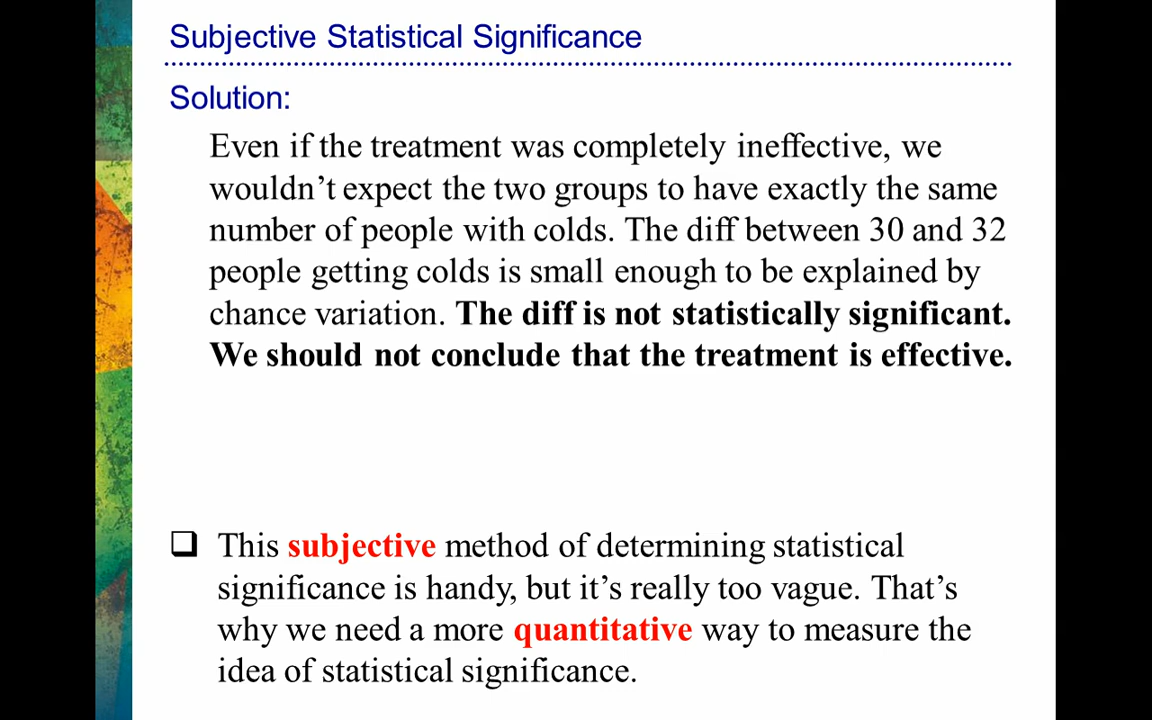 Subjective Statistical Significance
Solution:
Even if the treatment was completely ineffective, we
wouldn’t expect the two groups to have exactly the same
number of people with colds. The diff between 30 and 32
people getting colds is small enough to be explained by
chance variation. The diff is not statistically significant.
We should not conclude that the treatment is effective.
❑ This subjective method of determining statistical
significance is handy, but it’s really too vague. That’s
why we need a more quantitative way to measure the
idea of statistical significance.